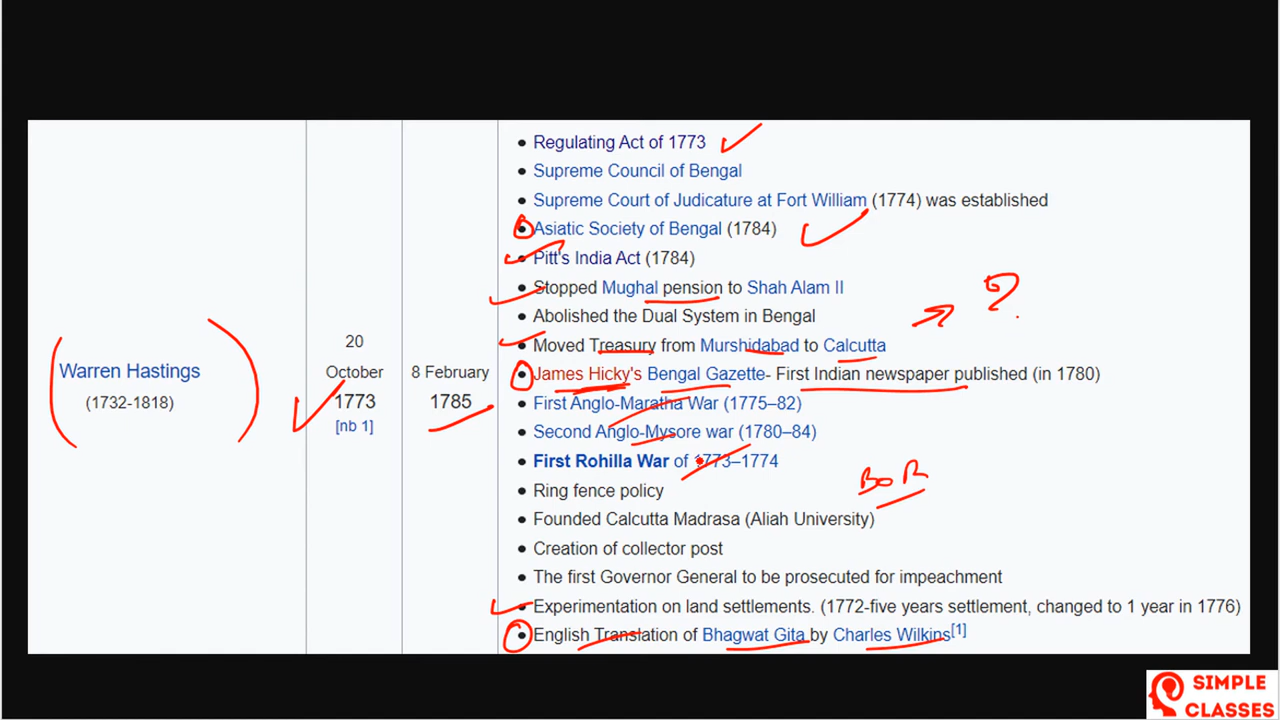 Warren Hastings
(1732-1818)
20
October
1773
[nb 1]
8 February
1785
• Regulating Act of 1773
• Supreme Council of Bengal
• Supreme Court of Judicature at Fort William (1774) was established
• Asiatic Society of Bengal (1784)
• Pitt's India Act (1784)
• Stopped Mughal pension to Shah Alam II
• Abolished the Dual System in Bengal
• Moved Treasury from Murshidabad to Calcutta
• James Hicky's Bengal Gazette- First Indian newspaper published (in 1780)
• First Anglo-Maratha War (1775–82)
• Second Anglo-Mysore war (1780–84)
• First Rohilla War of 1773–1774
• Ring fence policy
• Founded Calcutta Madrasa (Aliah University)
• Creation of collector post
• The first Governor General to be prosecuted for impeachment
• Experimentation on land settlements. (1772-five years settlement, changed to 1 year in 1776)
• English Translation of Bhagwat Gita by Charles Wilkins[1]
?
BOR
SIMPLE
CLASSES